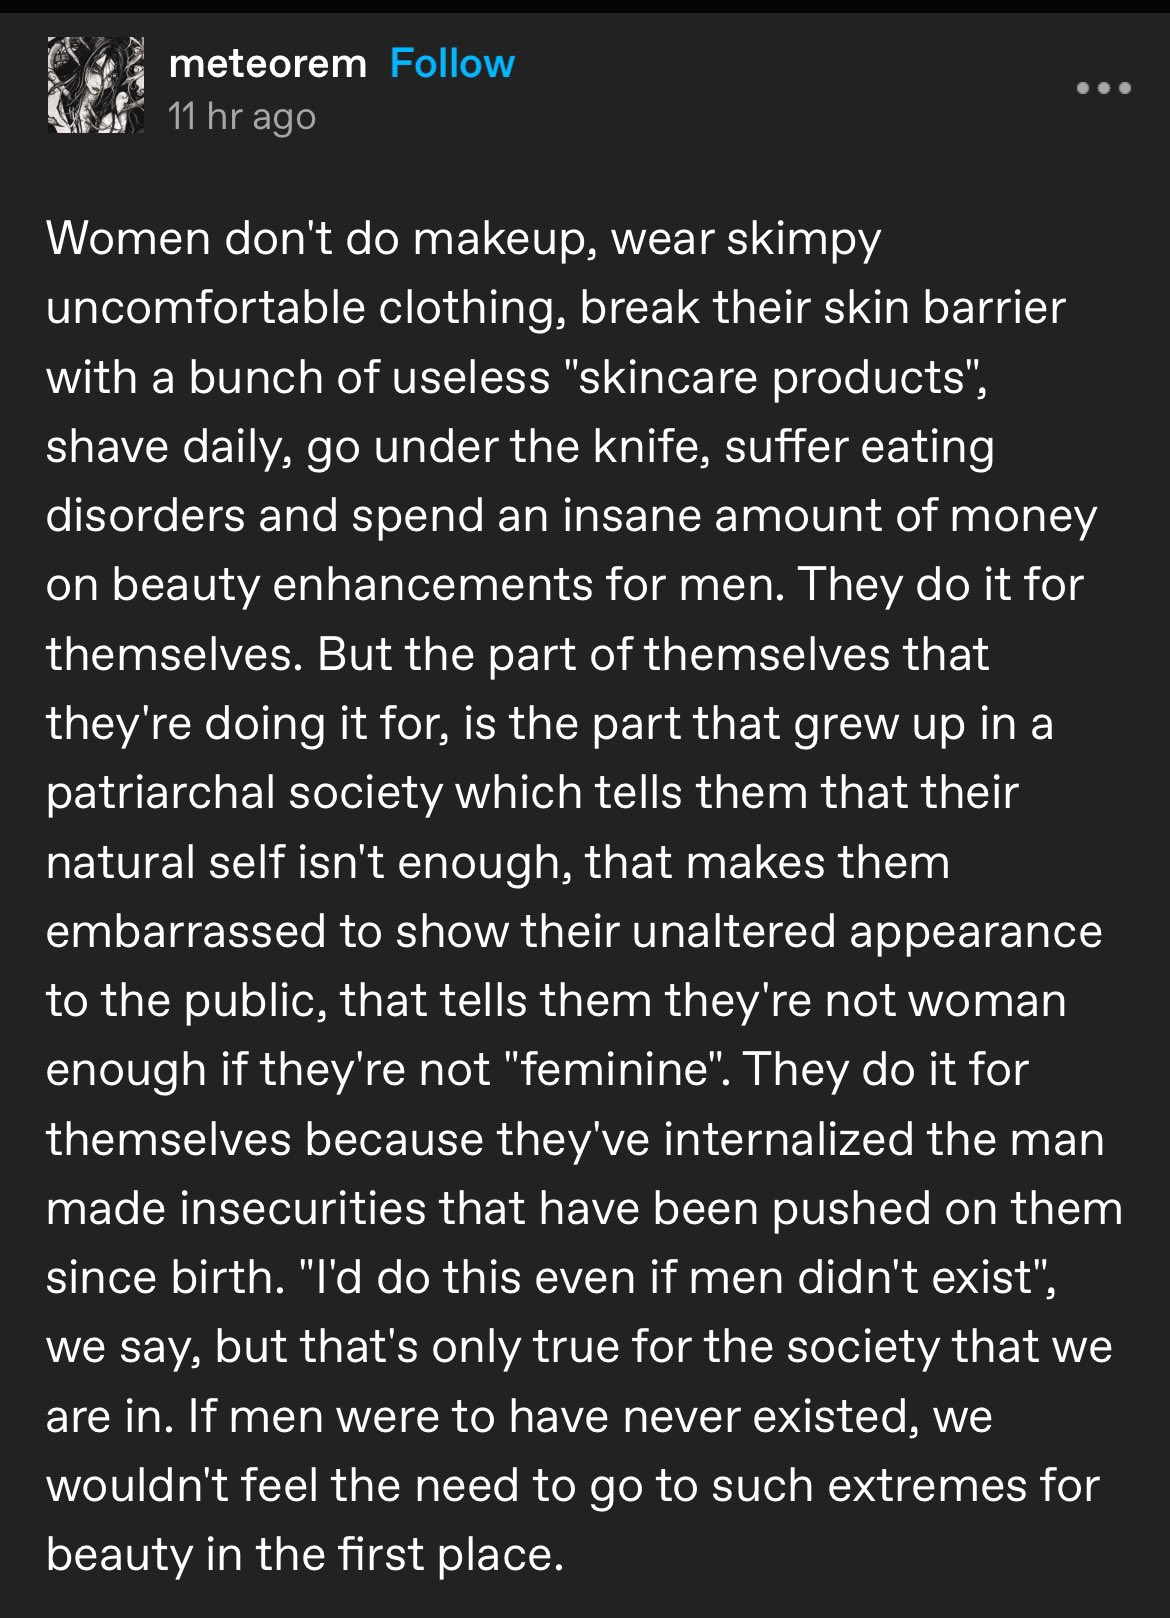 meteorem Follow
11 hr ago
Women don't do makeup, wear skimpy
uncomfortable clothing, break their skin barrier
with a bunch of useless "skincare products",
shave daily, go under the knife, suffer eating
disorders and spend an insane amount of money
on beauty enhancements for men. They do it for
themselves. But the part of themselves that
they're doing it for, is the part that grew up in a
patriarchal society which tells them that their
natural self isn't enough, that makes them
embarrassed to show their unaltered appearance
to the public, that tells them they're not woman
enough if they're not "feminine". They do it for
themselves because they've internalized the man
made insecurities that have been pushed on them
since birth. "I'd do this even if men didn't exist",
we say, but that's only true for the society that we
are in. If men were to have never existed, we
wouldn't feel the need to go to such extremes for
beauty in the first place.